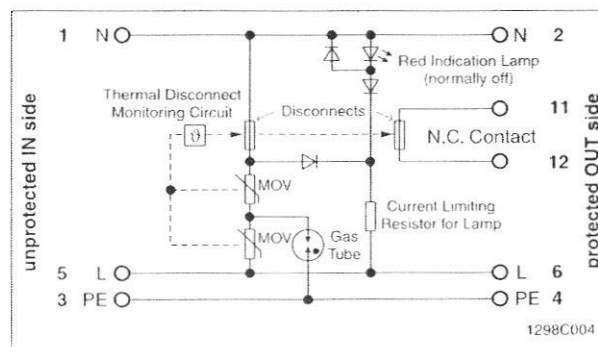 1 N N 2
Red Indication Lamp
(normally off)
Thermal Disconnect
Monitoring Circuit
Disconnects
11
ϑ
N.C. Contact
12
MOV
Current Limiting
Resistor for Lamp
MOV
Gas
Tube
5 L L 6
3 PE PE 4
unprotected IN side
protected OUT side
1298C004